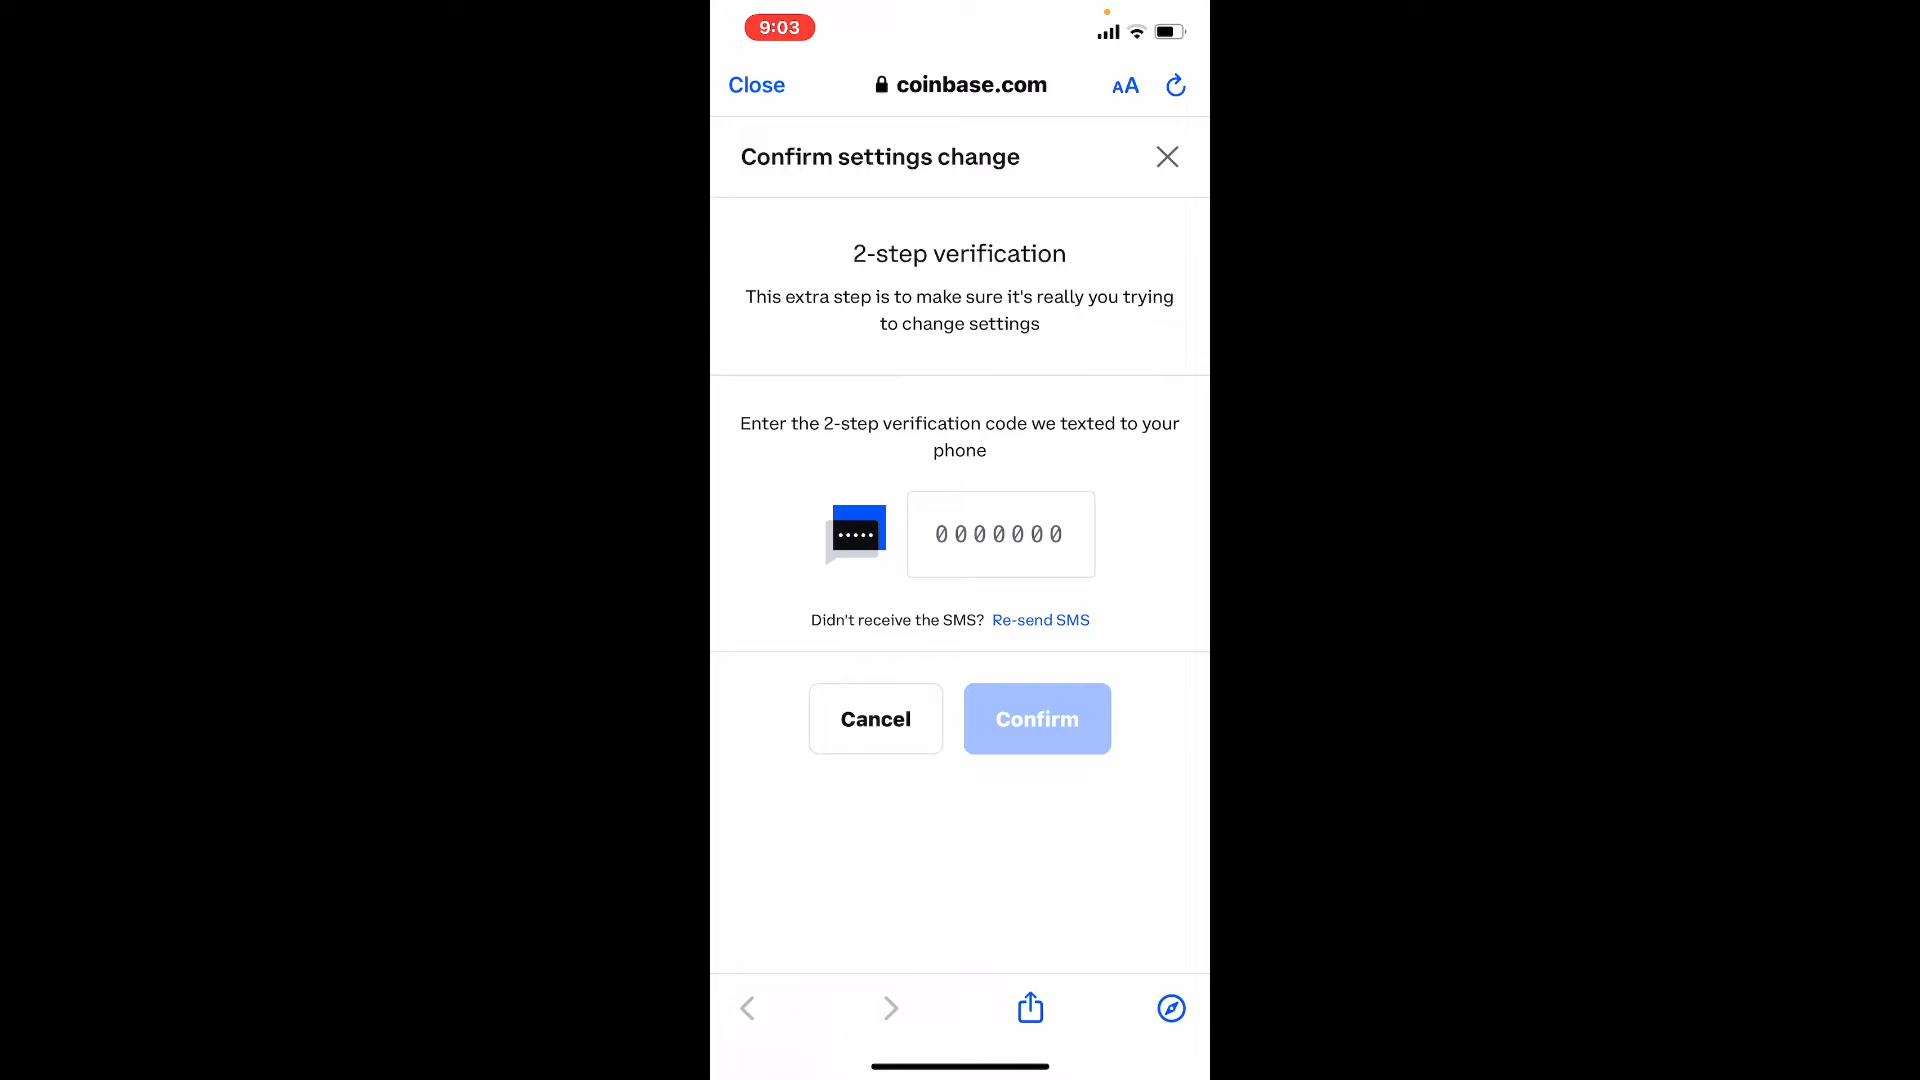 9:03
Close
coinbase.com
AA
Confirm settings change
2-step verification
This extra step is to make sure it's really you trying
to change settings
Enter the 2-step verification code we texted to your
phone
0000000
Didn't receive the SMS? Re-send SMS
Cancel
Confirm